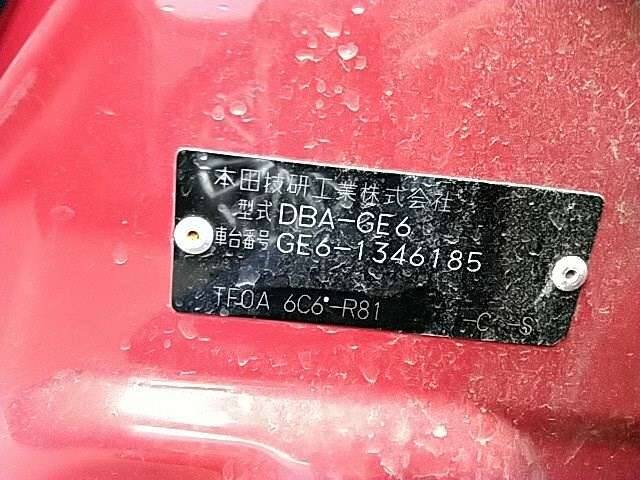 本田技研工業株式会社
型式 DBA-GE6
車台番号 GE6-1346185
TF0A 6C6-R81 -C -S